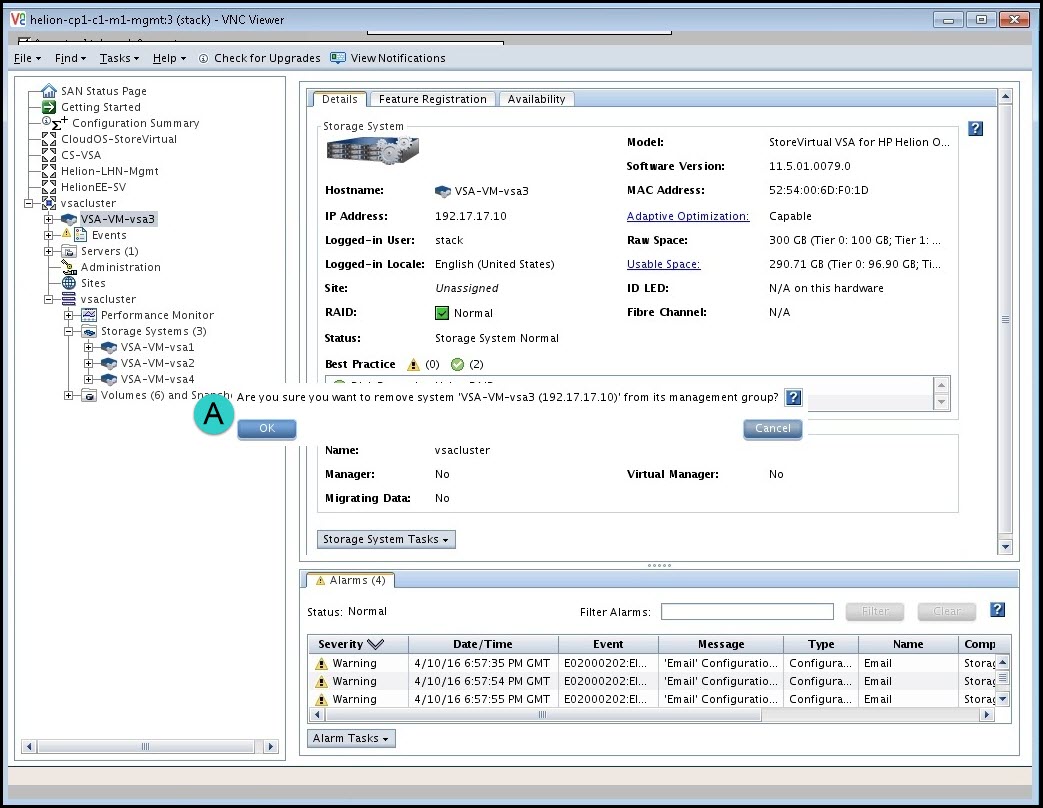 helion-cp1-c1-m1-mgmt:3 (stack) - VNC Viewer
File Find Tasks Help Check for Upgrades View Notifications
SAN Status Page
Getting Started
Configuration Summary
CloudOS-StoreVirtual
CS-VSA
Helion-LHN-Mgmt
HelionEE-SV
vsacluster
VSA-VM-vsa3
Events
Servers (1)
Administration
Sites
vsacluster
Performance Monitor
Storage Systems (3)
VSA-VM-vsa1
VSA-VM-vsa2
VSA-VM-vsa4
Volumes (6) and
Details Feature Registration Availability
Storage System
Hostname: VSA-VM-vsa3
IP Address: 192.17.17.10
Logged-in User: stack
Logged-in Locale: English (United States)
Site: Unassigned
RAID: Normal
Status: Storage System Normal
Best Practice (0) (2)
Model: StoreVirtual VSA for HP Helion O...
Software Version: 11.5.01.0079.0
MAC Address: 52:54:00:6D:F0:1D
Adaptive Optimization: Capable
Raw Space: 300 GB (Tier 0: 100 GB; Tier 1: ...
Usable Space: 290.71 GB (Tier 0: 96.90 GB; Ti...
ID LED: N/A on this hardware
Fibre Channel: N/A
A
Are you sure you want to remove system 'VSA-VM-vsa3 (192.17.17.10)' from its management group? ?
OK Cancel
Name: vsacluster
Manager: No Virtual Manager: No
Migrating Data: No
Storage System Tasks
Alarms (4)
Status: Normal Filter Alarms: Filter Clear ?
Severity Date/Time Event Message Type Name Comp
Warning 4/10/16 6:57:35 PM GMT E02000202:El... 'Email' Configuratio... Configura... Email Storag
Warning 4/10/16 6:57:54 PM GMT E02000202:El... 'Email' Configuratio... Configura... Email Storag
Warning 4/10/16 6:57:55 PM GMT E02000202:El... 'Email' Configuratio... Configura... Email Storag
Alarm Tasks